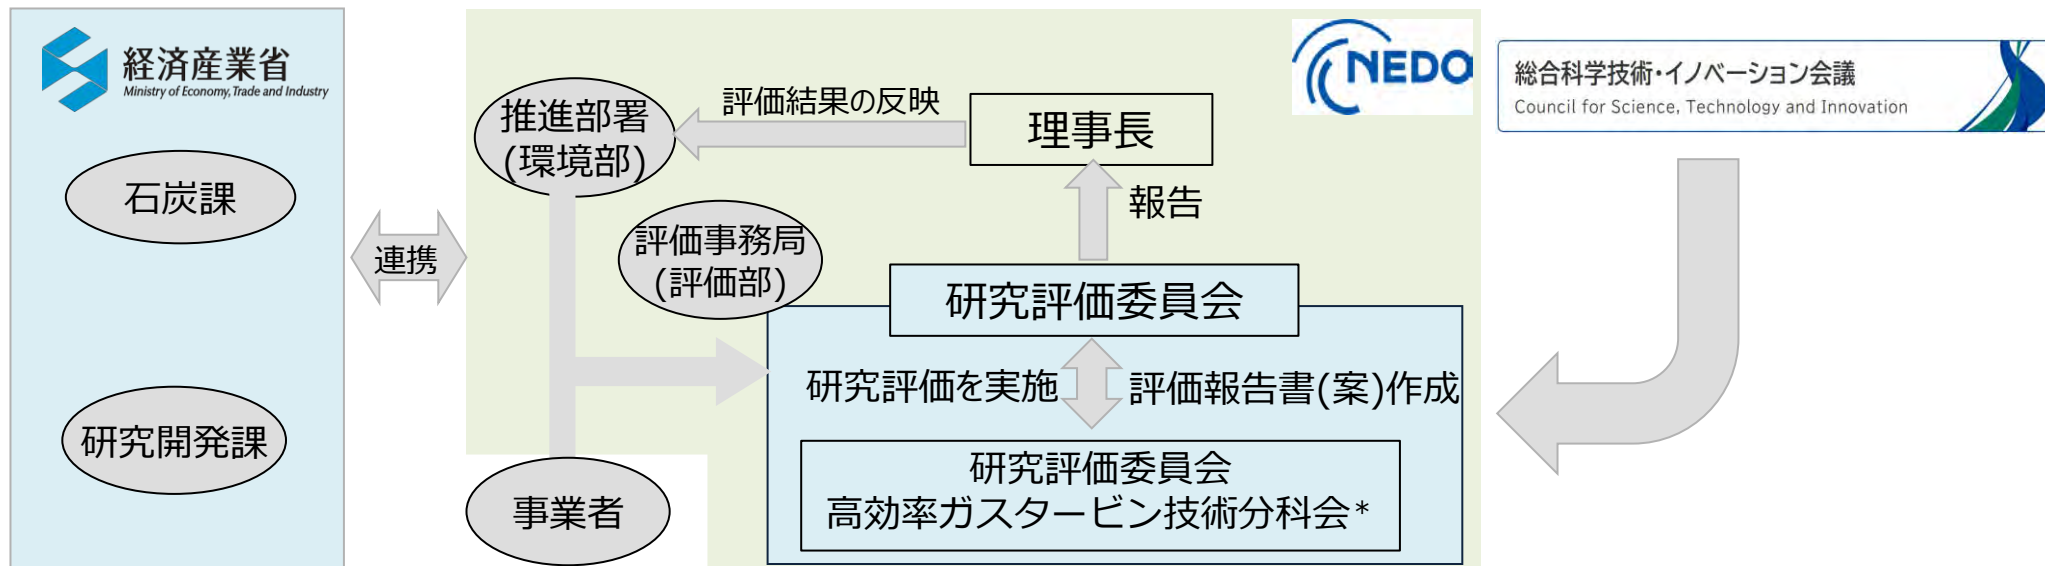 経済産業省
Ministry of Economy, Trade and Industry
石炭課
研究開発課
連携
NEDO
推進部署
(環境部)
評価結果の反映
理事長
報告
評価事務局
(評価部)
研究評価委員会
研究評価を実施
評価報告書(案)作成
研究評価委員会
高効率ガスタービン技術分科会*
事業者
総合科学技術・イノベーション会議
Council for Science, Technology and Innovation